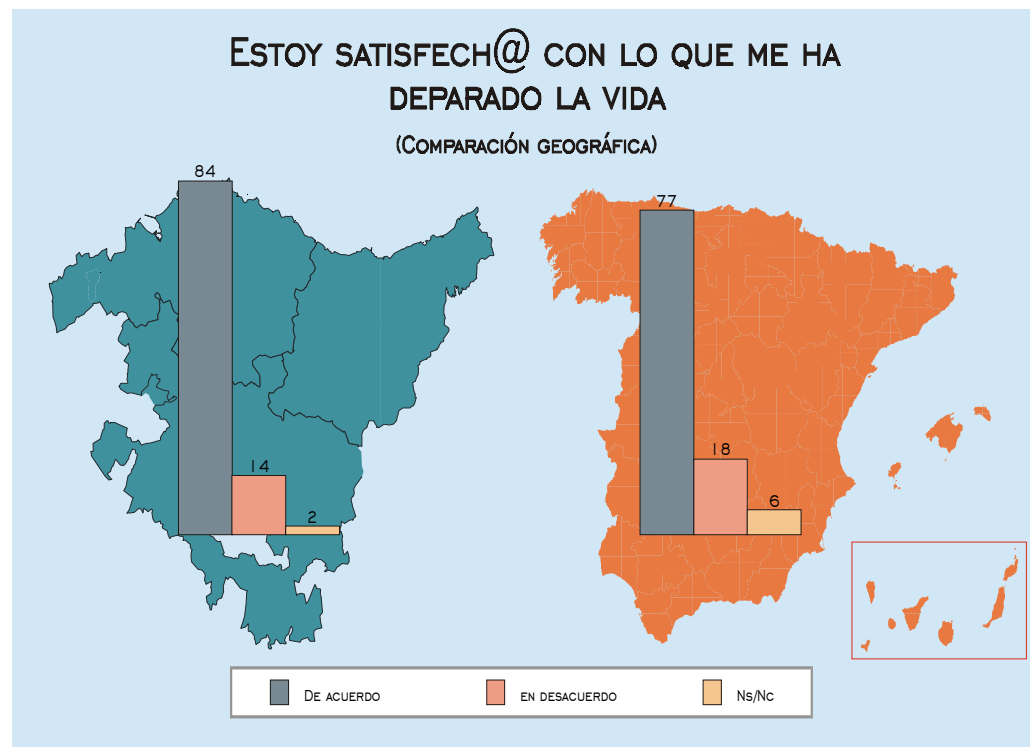 Estoy satisfech@ con lo que me ha
deparado la vida
(Comparación geográfica)
84
77
14
2
18
6
De acuerdo
en desacuerdo
Ns/Nc